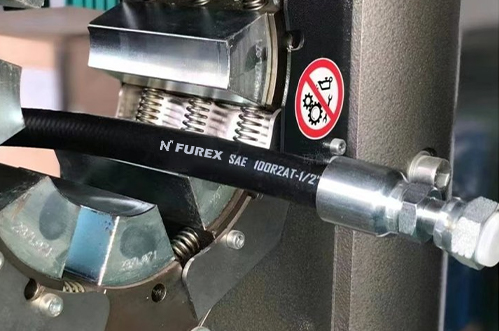 N FUREX SAE 100R2AT-1/2"